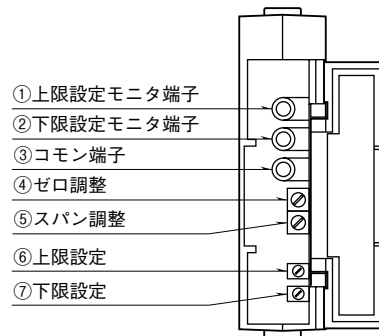 ①上限設定モニタ端子
②下限設定モニタ端子
③コモン端子
④ゼロ調整
⑤スパン調整
⑥上限設定
⑦下限設定